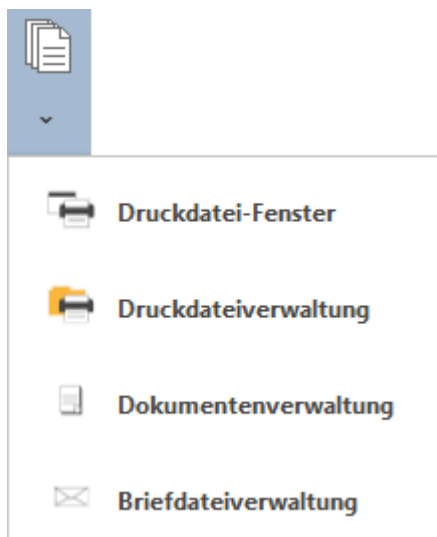 Druckdatei-Fenster
Druckdateiverwaltung
Dokumentenverwaltung
Briefdateiverwaltung